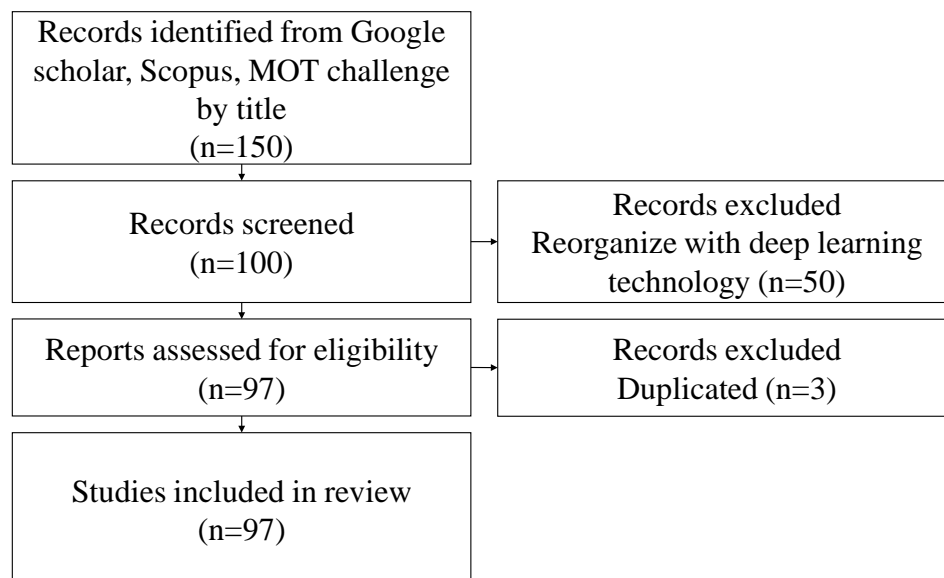 Records identified from Google
scholar, Scopus, MOT challenge
by title
(n=150)
Records screened
(n=100)
Records excluded
Reorganize with deep learning
technology (n=50)
Reports assessed for eligibility
(n=97)
Records excluded
Duplicated (n=3)
Studies included in review
(n=97)